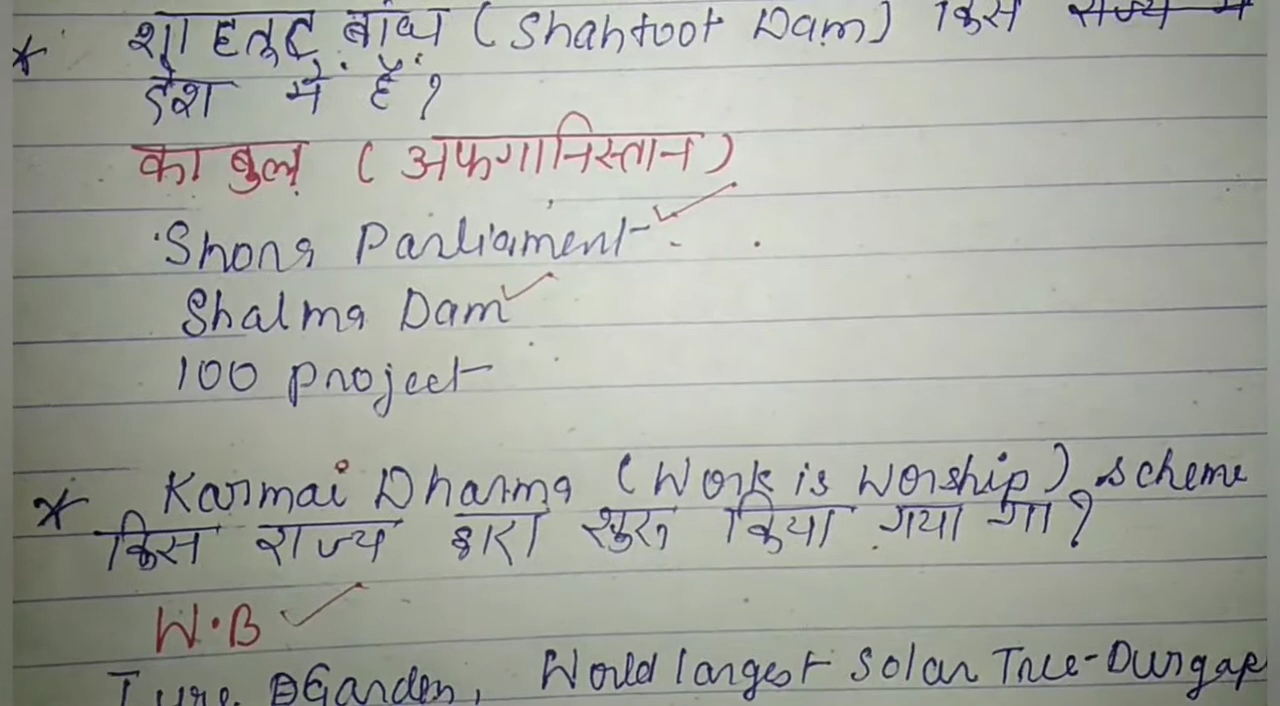 * शाहतूत बांध (Shahtoot Dam) किस राज्य में
देश में है?
काबुल (अफगानिस्तान)
Shona Parliament
Shalma Dam
100 project
* Karmai Dharma (Work is Worship) scheme
किस राज्य द्वारा शुरू किया गया था?
W.B
Garden, World largest Solar Tree-Durgap